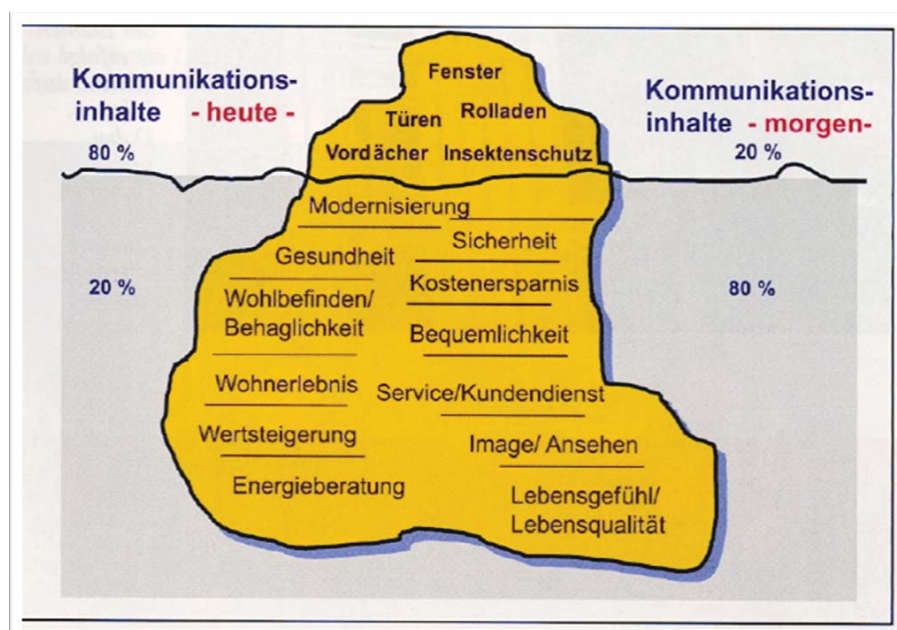 Kommunikations-
inhalte - heute -
80 %
20 %
Fenster
Türen Rolladen
Vordächer Insektenschutz
Kommunikations-
inhalte - morgen-
20 %
80 %
Modernisierung
Sicherheit
Gesundheit
Kostenersparnis
Wohlbefinden/
Behaglichkeit
Bequemlichkeit
Wohnerlebnis
Service/Kundendienst
Wertsteigerung
Image/ Ansehen
Energieberatung
Lebensgefühl/
Lebensqualität